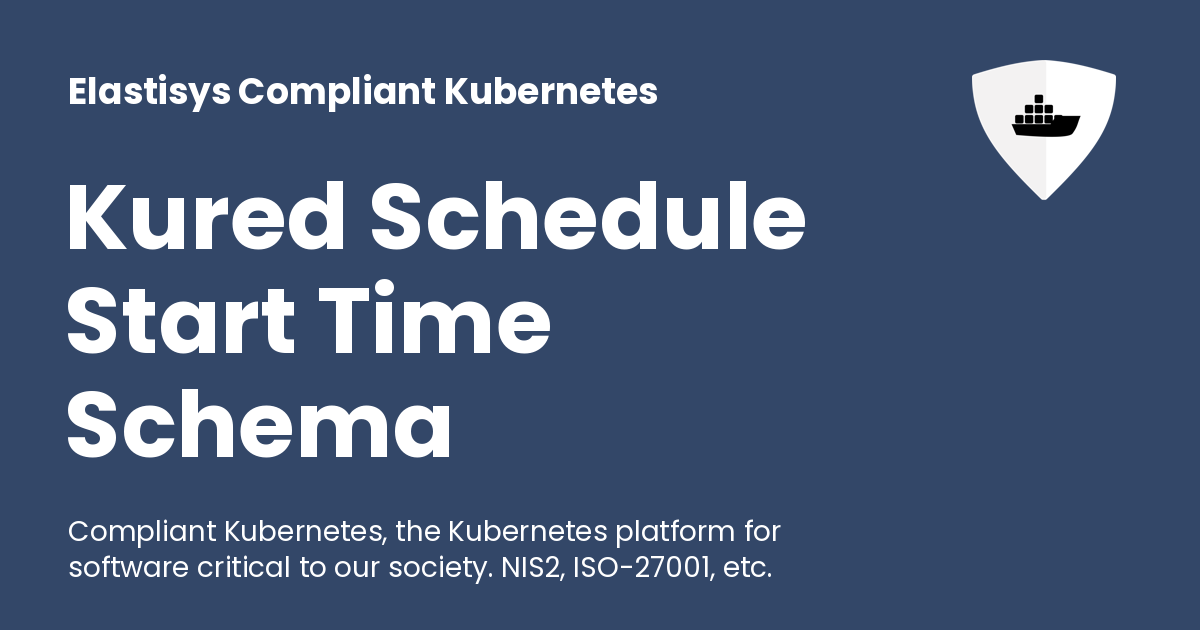 Elastisys Compliant Kubernetes
Kured Schedule
Start Time
Schema
Compliant Kubernetes, the Kubernetes platform for
software critical to our society. NIS2, ISO-27001, etc.